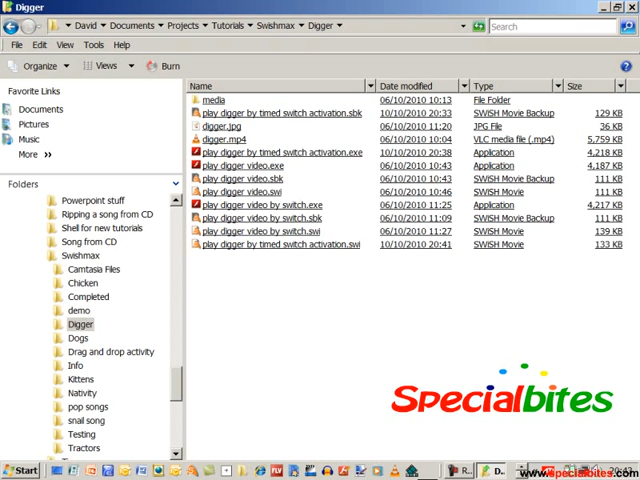 Digger
David ▸ Documents ▸ Projects ▸ Tutorials ▸ Swishmax ▸ Digger ▸ Search
File Edit View Tools Help
Organize Views Burn
Favorite Links
Documents
Pictures
Music
More »
Folders
Powerpoint stuff
Ripping a song from CD
Shell for new tutorials
Song from CD
Swishmax
Camtasia Files
Chicken
Completed
demo
Digger
Dogs
Drag and drop activity
Info
Kittens
Nativity
pop songs
snail song
Testing
Tractors
Name Date modified Type Size
media 06/10/2010 10:13 File Folder
play digger by timed switch activation.sbk 10/10/2010 20:33 SWISH Movie Backup 129 KB
digger.jpg 06/10/2010 11:20 JPG File 36 KB
digger.mp4 06/10/2010 10:04 VLC media file (.mp4) 5,759 KB
play digger by timed switch activation.exe 10/10/2010 20:38 Application 4,218 KB
play digger video.exe 06/10/2010 10:43 Application 4,187 KB
play digger video.sbk 06/10/2010 10:43 SWISH Movie Backup 111 KB
play digger video.swi 06/10/2010 10:46 SWISH Movie 111 KB
play digger video by switch.exe 06/10/2010 11:25 Application 4,217 KB
play digger video by switch.sbk 06/10/2010 11:09 SWISH Movie Backup 111 KB
play digger video by switch.swi 06/10/2010 11:27 SWISH Movie 139 KB
play digger by timed switch activation.swi 10/10/2010 20:41 SWISH Movie 133 KB
Specialbites
Start R... D...
www.specialbites.com